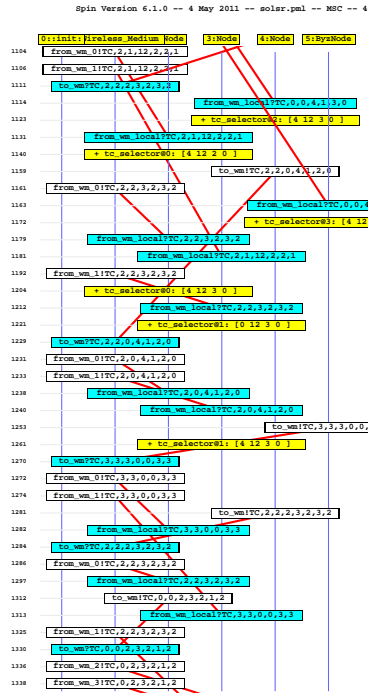 Spin Version 6.1.0 -- 4 May 2011 -- solsr.pml -- MSC -- 4
0::init: Wireless_Medium Node 3:Node 4:Node 5:ByzNode
1104 from_wm_0!TC,2,1,12,2,2,1
1106 from_wm_1!TC,2,1,12,2,2,1
1111 to_wm?TC,2,2,2,3,2,3,2
1114 from_wm_local?TC,0,0,4,1,3,0
1123 + tc_selector@2: [4 12 3 0 ]
1131 from_wm_local?TC,2,1,12,2,2,1
1140 + tc_selector@0: [4 12 2 0 ]
1159 to_wm!TC,2,2,0,4,1,2,0
1161 from_wm_0!TC,2,2,3,2,3,2
1163 from_wm_local?TC,0,0,4
1172 + tc_selector@3: [4 12
1179 from_wm_local?TC,2,2,3,2,3,2
1181 from_wm_local?TC,2,1,12,2,2,1
1192 from_wm_1!TC,2,2,3,2,3,2
1204 + tc_selector@0: [4 12 3 0 ]
1212 from_wm_local?TC,2,2,3,2,3,2
1221 + tc_selector@1: [0 12 3 0 ]
1229 to_wm?TC,2,2,0,4,1,2,0
1231 from_wm_0!TC,2,0,4,1,2,0
1233 from_wm_1!TC,2,0,4,1,2,0
1238 from_wm_local?TC,2,0,4,1,2,0
1240 from_wm_local?TC,2,0,4,1,2,0
1253 to_wm!TC,3,3,3,0,0,
1261 + tc_selector@1: [4 12 3 0 ]
1270 to_wm?TC,3,3,3,0,0,3,3
1272 from_wm_0!TC,3,3,0,0,3,3
1274 from_wm_1!TC,3,3,0,0,3,3
1281 to_wm!TC,2,2,2,3,2,3,2
1282 from_wm_local?TC,3,3,0,0,3,3
1284 to_wm?TC,2,2,2,3,2,3,2
1286 from_wm_0!TC,2,2,3,2,3,2
1297 from_wm_local?TC,2,2,3,2,3,2
1312 to_wm!TC,0,0,2,3,2,1,2
1313 from_wm_local?TC,3,3,0,0,3,3
1325 from_wm_1!TC,2,2,3,2,3,2
1330 to_wm?TC,0,0,2,3,2,1,2
1336 from_wm_2!TC,0,2,3,2,1,2
1338 from_wm_3!TC,0,2,3,2,1,2